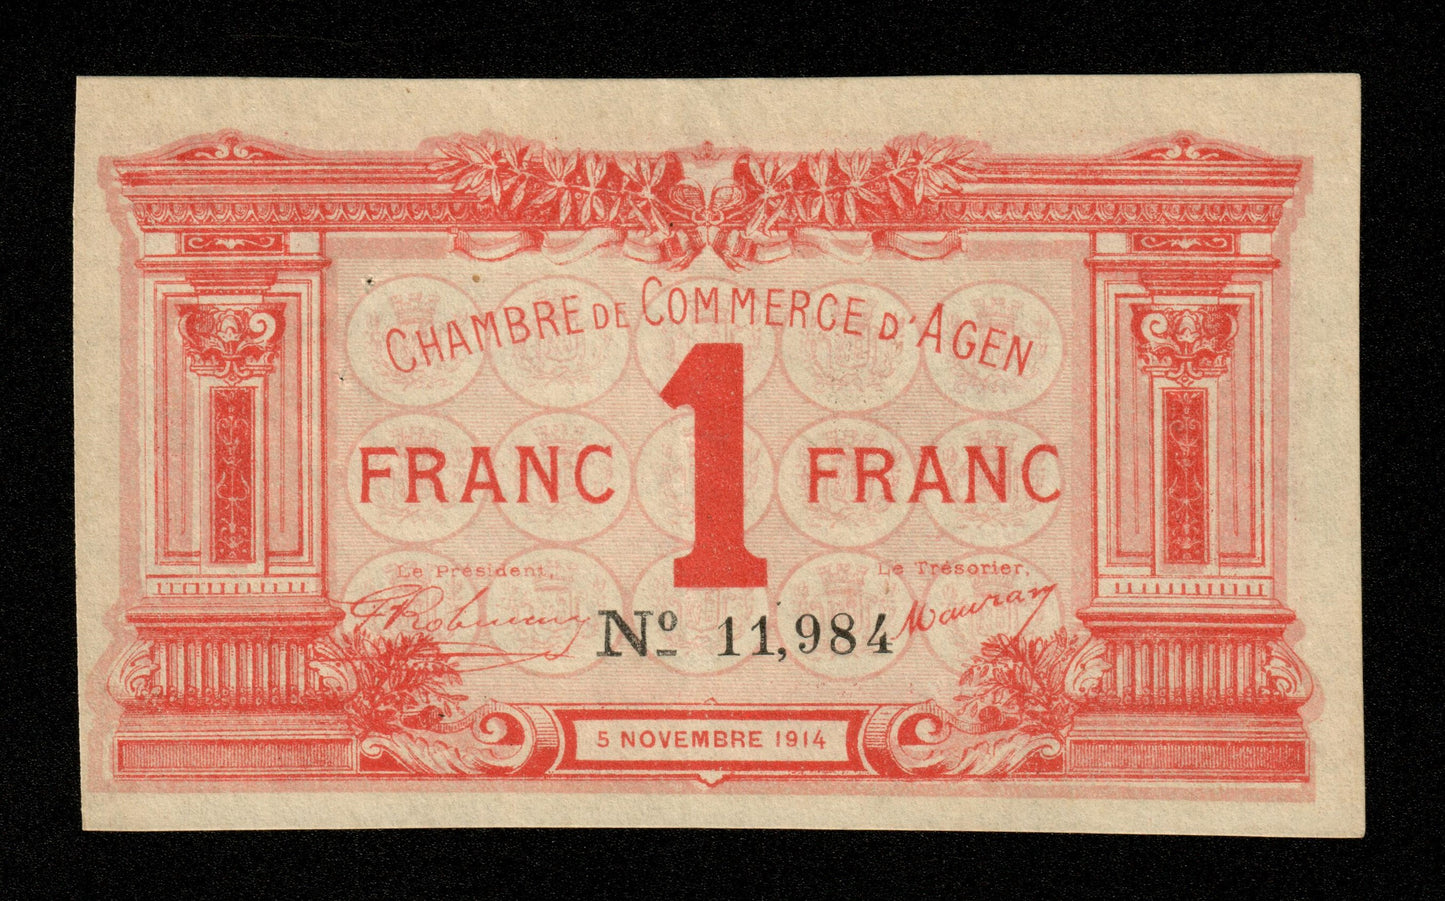 CHAMBRE DE COMMERCE D'AGEN
FRANC 1 FRANC
Le Président,
Le Trésorier,
Nº 11,984
5 NOVEMBRE 1914